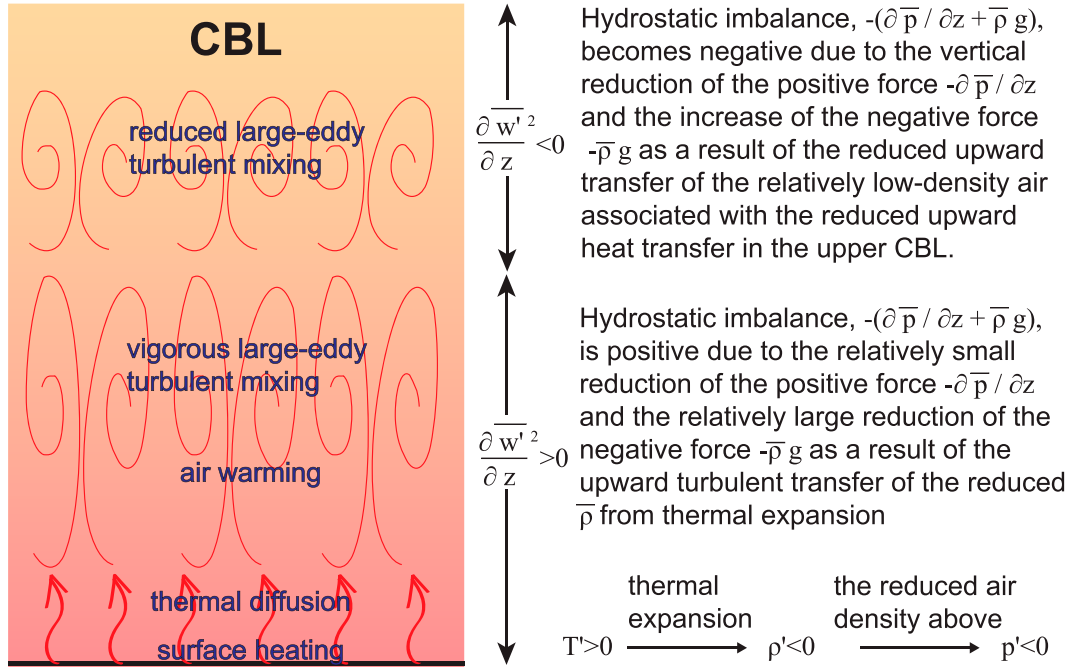 CBL
reduced large-eddy
turbulent mixing
vigorous large-eddy
turbulent mixing
air warming
thermal diffusion
surface heating
∂ w̅'̅ ² / ∂ z <0
∂ w̅'̅ ² / ∂ z >0
Hydrostatic imbalance, -(∂ p̅ / ∂z + ρ̅ g),
becomes negative due to the vertical
reduction of the positive force -∂ p̅ / ∂z
and the increase of the negative force
-ρ̅ g as a result of the reduced upward
transfer of the relatively low-density air
associated with the reduced upward
heat transfer in the upper CBL.
Hydrostatic imbalance, -(∂ p̅ / ∂z + ρ̅ g),
is positive due to the relatively small
reduction of the positive force -∂ p̅ / ∂z
and the relatively large reduction of the
negative force -ρ̅ g as a result of the
upward turbulent transfer of the reduced
ρ̅ from thermal expansion
thermal
expansion
the reduced air
density above
T'>0 → ρ'<0 → p'<0